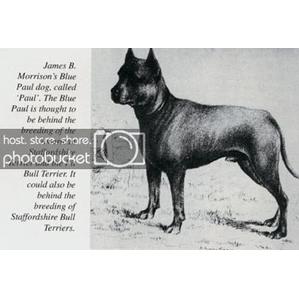 James B.
Morrison's Blue
Paul dog, called
'Paul'. The Blue
Paul is thought to
be behind the
breeding of the
Staffordshire
host. store. share.
photobucket
Bull Terrier. It
could also be
behind the
breeding of
Staffordshire Bull
Terriers.